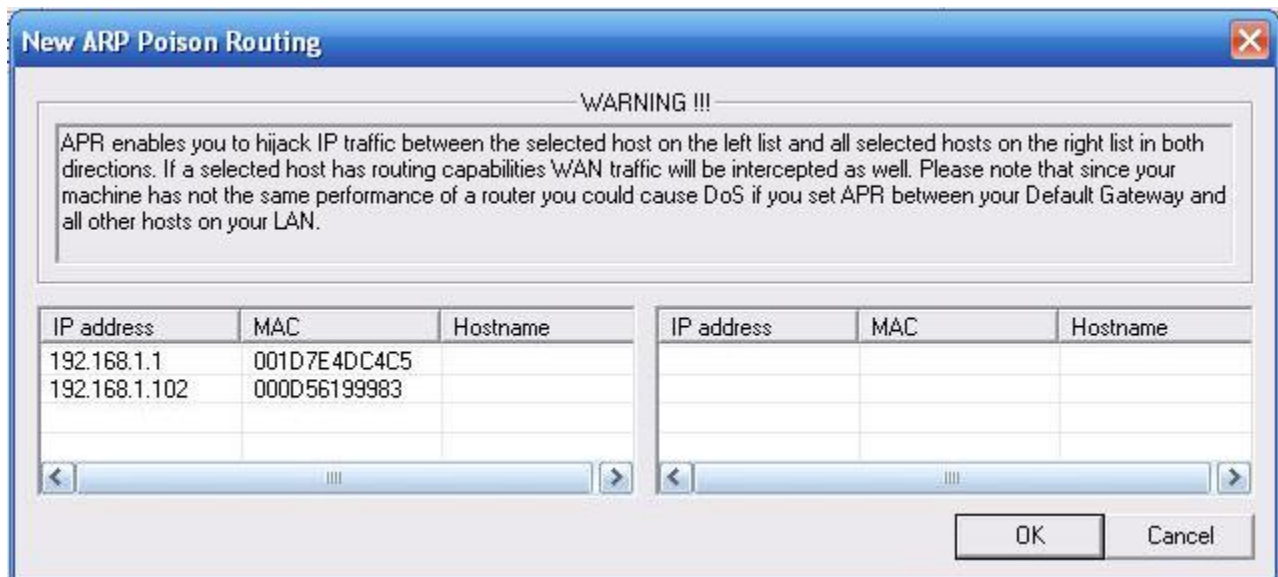 New ARP Poison Routing
WARNING !!!
APR enables you to hijack IP traffic between the selected host on the left list and all selected hosts on the right list in both
directions. If a selected host has routing capabilities WAN traffic will be intercepted as well. Please note that since your
machine has not the same performance of a router you could cause DoS if you set APR between your Default Gateway and
all other hosts on your LAN.
IP address MAC Hostname IP address MAC Hostname
192.168.1.1 001D7E4DC4C5
192.168.1.102 000D56199983
OK Cancel